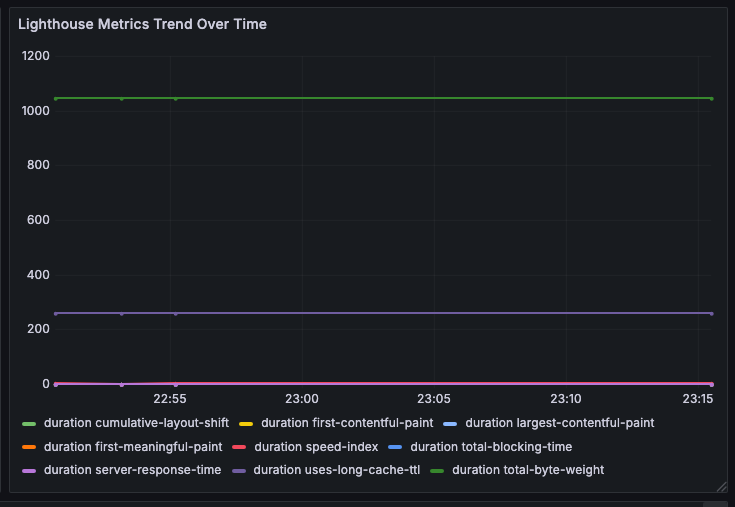 Lighthouse Metrics Trend Over Time
1200
1000
800
600
400
200
0
22:55 23:00 23:05 23:10 23:15
duration cumulative-layout-shift duration first-contentful-paint duration largest-contentful-paint
duration first-meaningful-paint duration speed-index duration total-blocking-time
duration server-response-time duration uses-long-cache-ttl duration total-byte-weight